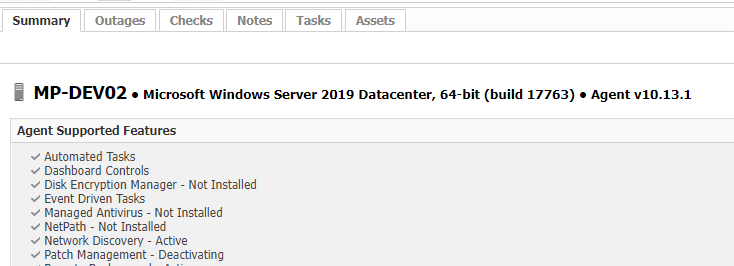 Summary Outages Checks Notes Tasks Assets
MP-DEV02 ● Microsoft Windows Server 2019 Datacenter, 64-bit (build 17763) ● Agent v10.13.1
Agent Supported Features
✓ Automated Tasks
✓ Dashboard Controls
✓ Disk Encryption Manager - Not Installed
✓ Event Driven Tasks
✓ Managed Antivirus - Not Installed
✓ NetPath - Not Installed
✓ Network Discovery - Active
✓ Patch Management - Deactivating